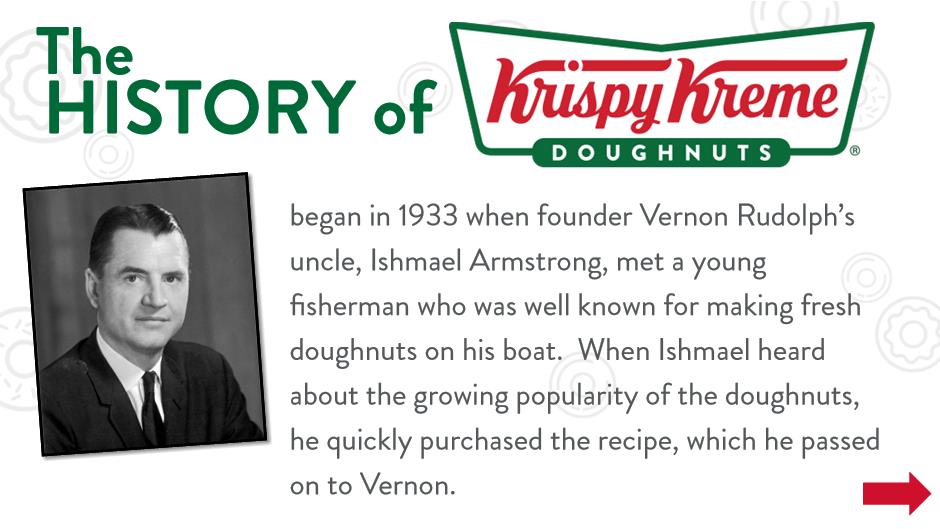 The
HISTORY of
Krispy Kreme
DOUGHNUTS
®
began in 1933 when founder Vernon Rudolph’s
uncle, Ishmael Armstrong, met a young
fisherman who was well known for making fresh
doughnuts on his boat.  When Ishmael heard
about the growing popularity of the doughnuts,
he quickly purchased the recipe, which he passed
on to Vernon.